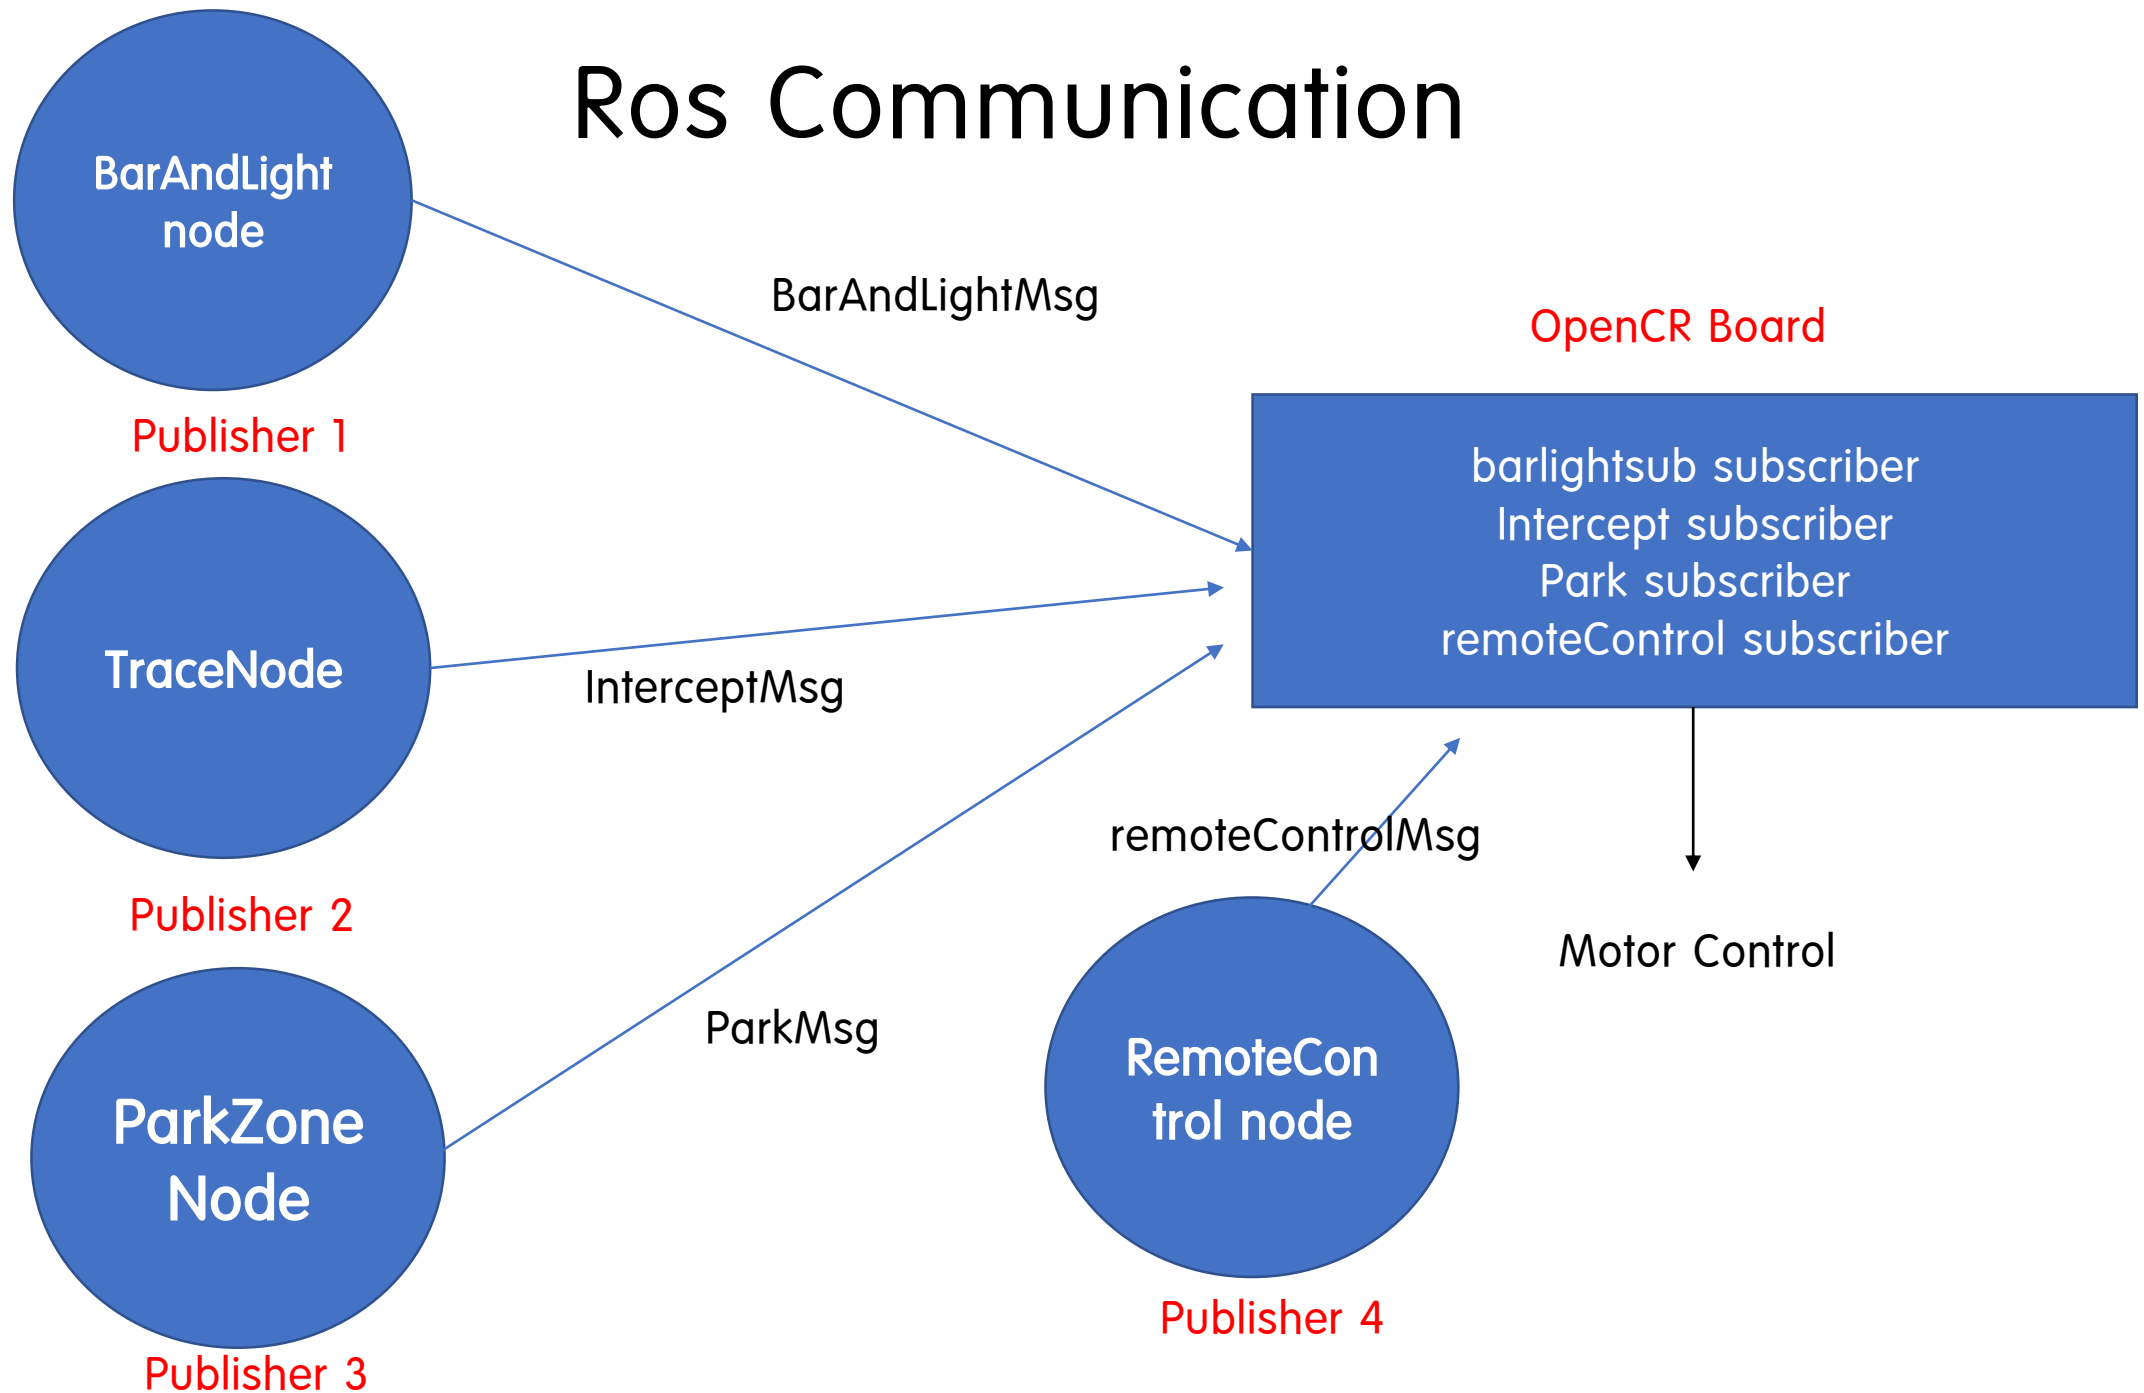 Ros Communication
BarAndLight
node
Publisher 1
BarAndLightMsg
TraceNode
Publisher 2
InterceptMsg
ParkZone
Node
Publisher 3
ParkMsg
RemoteCon
trol node
Publisher 4
remoteControlMsg
OpenCR Board
barlightsub subscriber
Intercept subscriber
Park subscriber
remoteControl subscriber
Motor Control